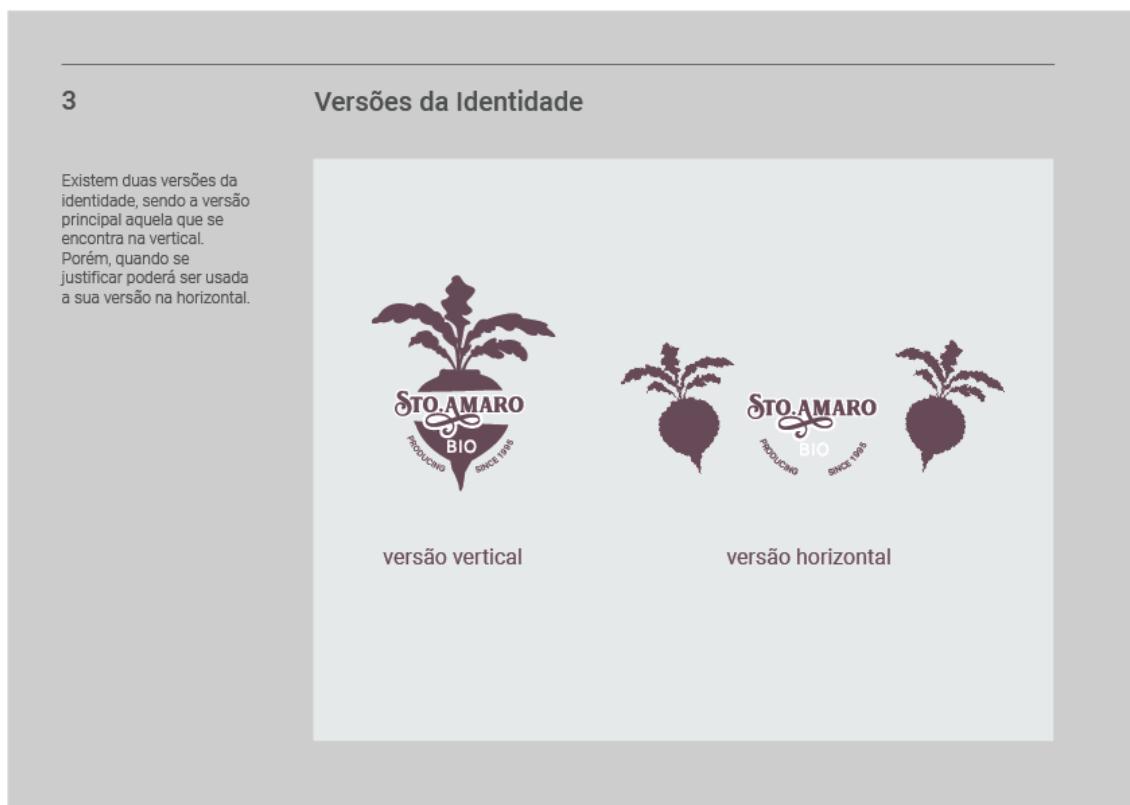 3
Versões da Identidade
Existem duas versões da
identidade, sendo a versão
principal aquela que se
encontra na vertical.
Porém, quando se
justificar poderá ser usada
a sua versão na horizontal.
STO.AMARO
BIO
PRODUCING SINCE 1995
versão vertical
STO.AMARO
BIO
PRODUCING SINCE 1995
versão horizontal